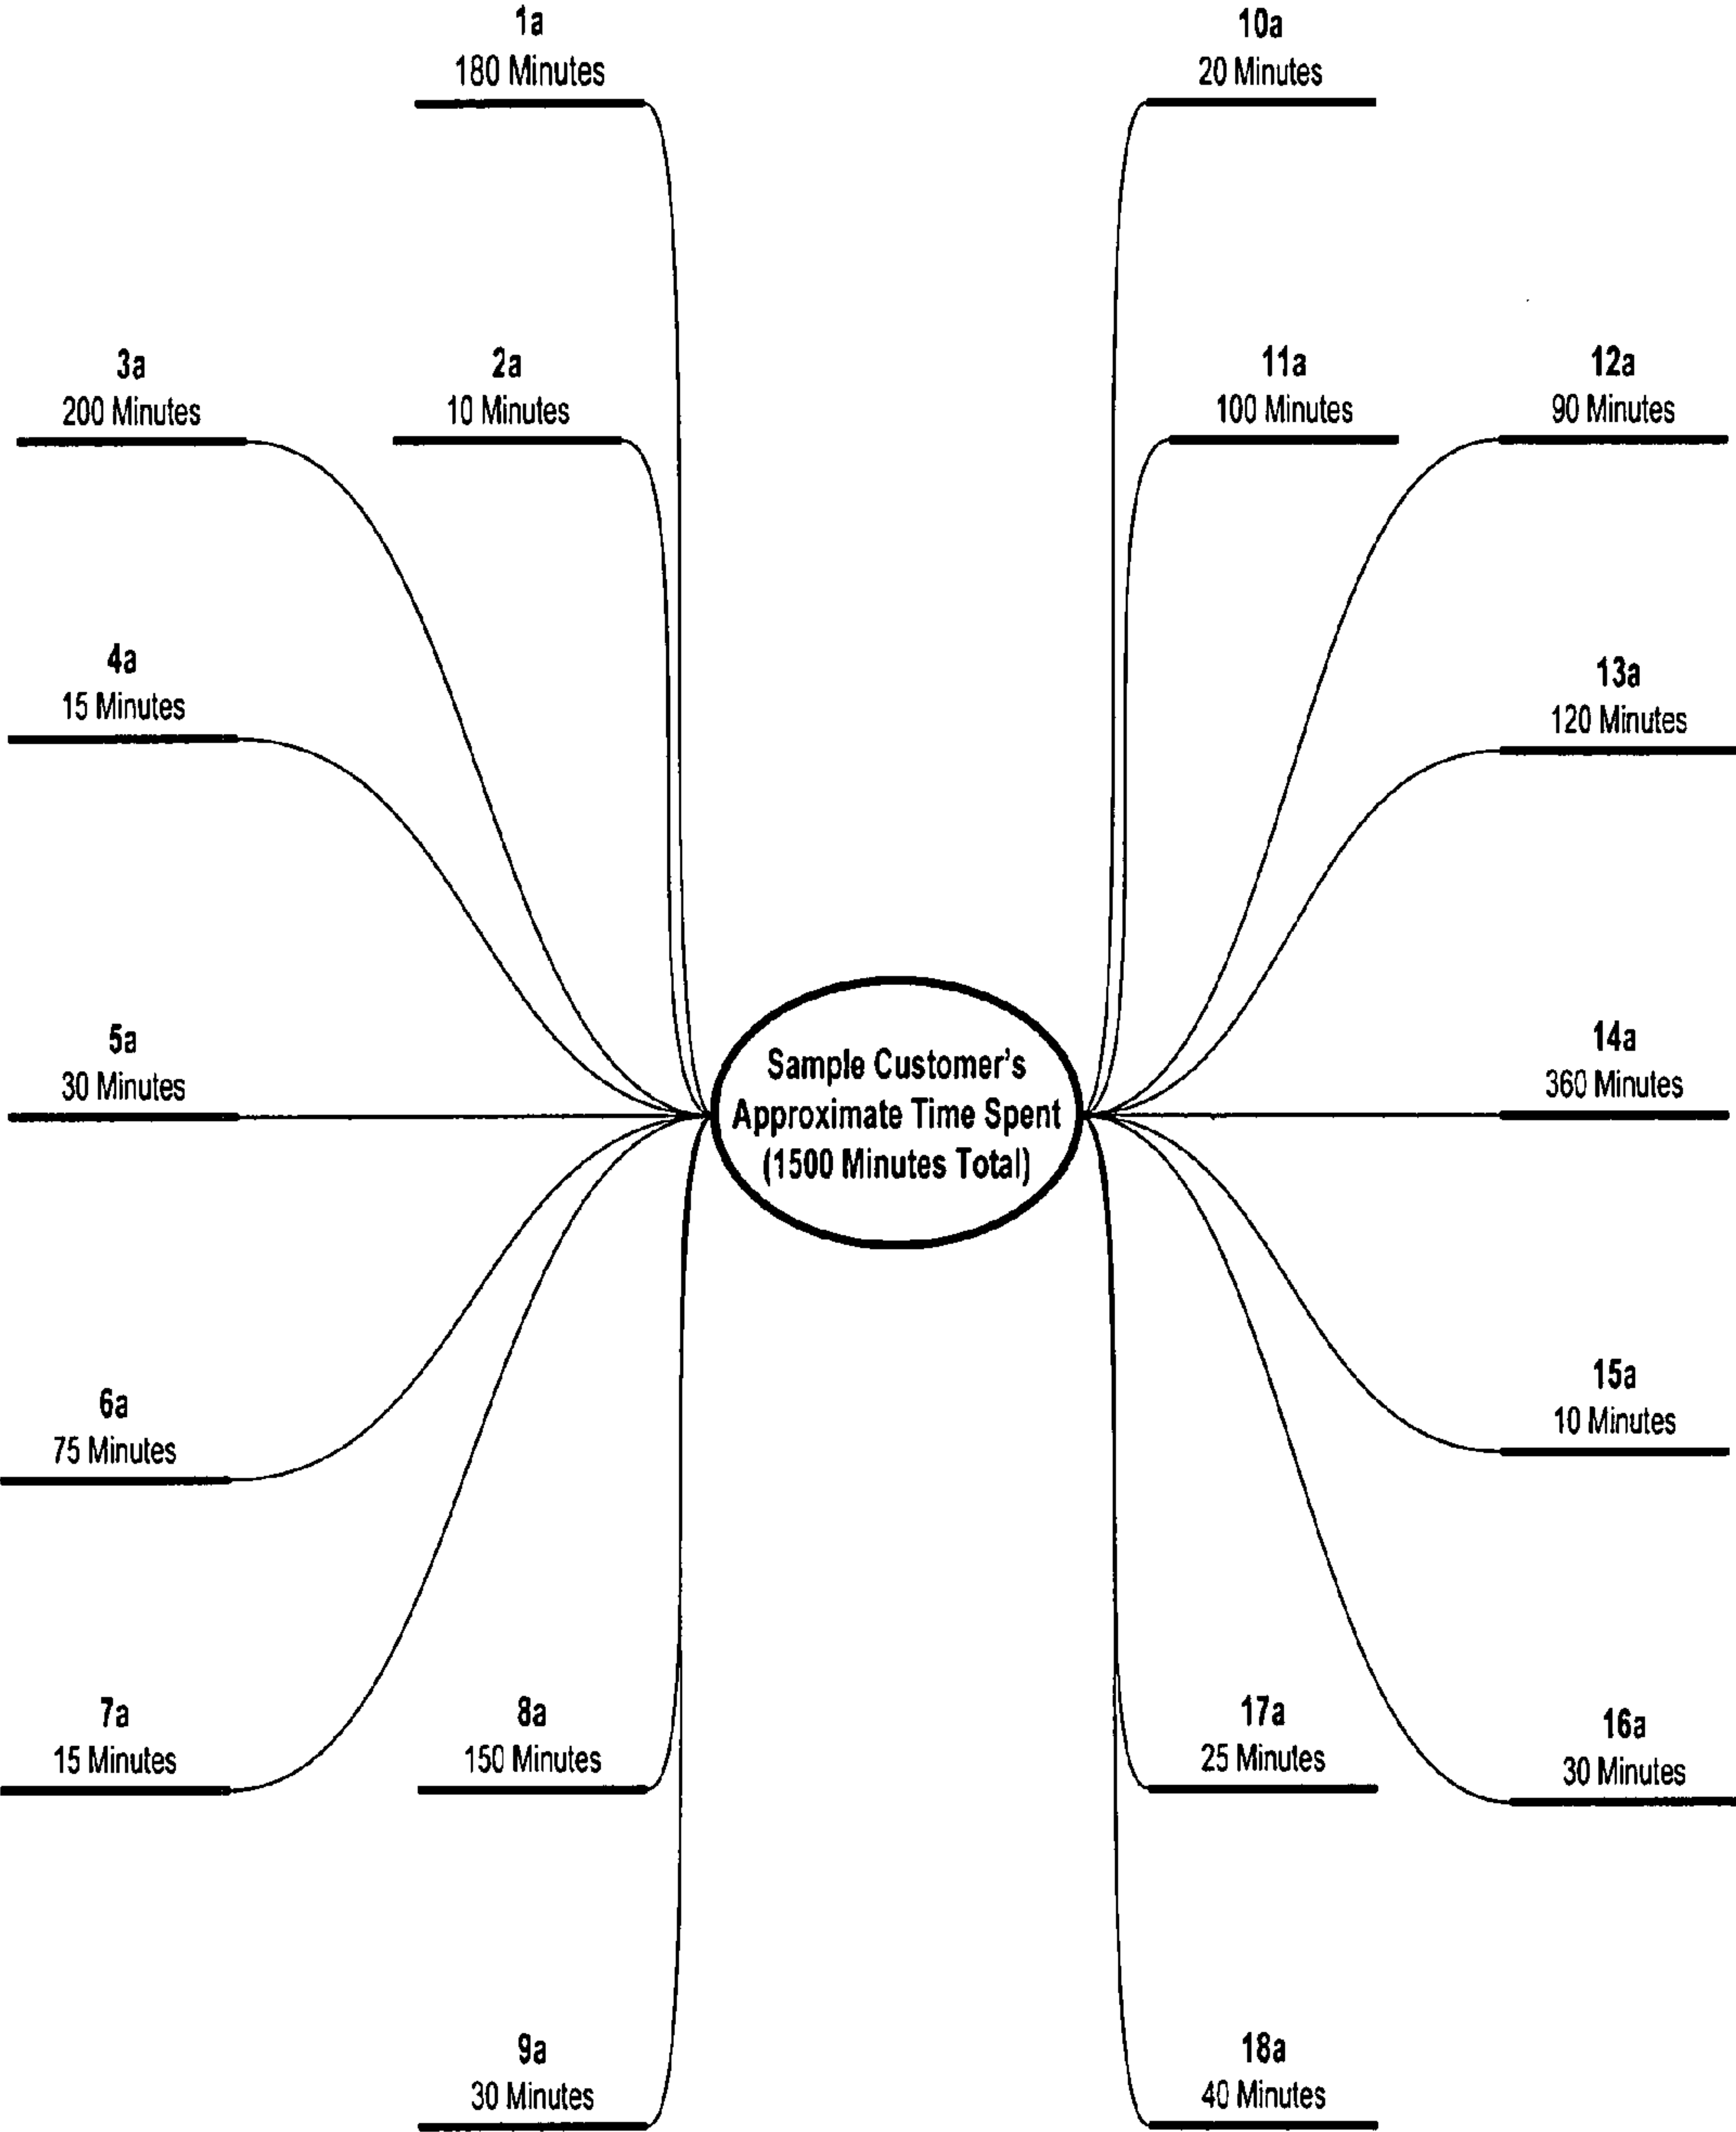 1a
180 Minutes
10a
20 Minutes
3a
200 Minutes
2a
10 Minutes
11a
100 Minutes
12a
90 Minutes
4a
15 Minutes
13a
120 Minutes
5a
30 Minutes
Sample Customer's
Approximate Time Spent
(1500 Minutes Total)
14a
360 Minutes
6a
75 Minutes
15a
10 Minutes
7a
15 Minutes
8a
150 Minutes
17a
25 Minutes
16a
30 Minutes
9a
30 Minutes
18a
40 Minutes